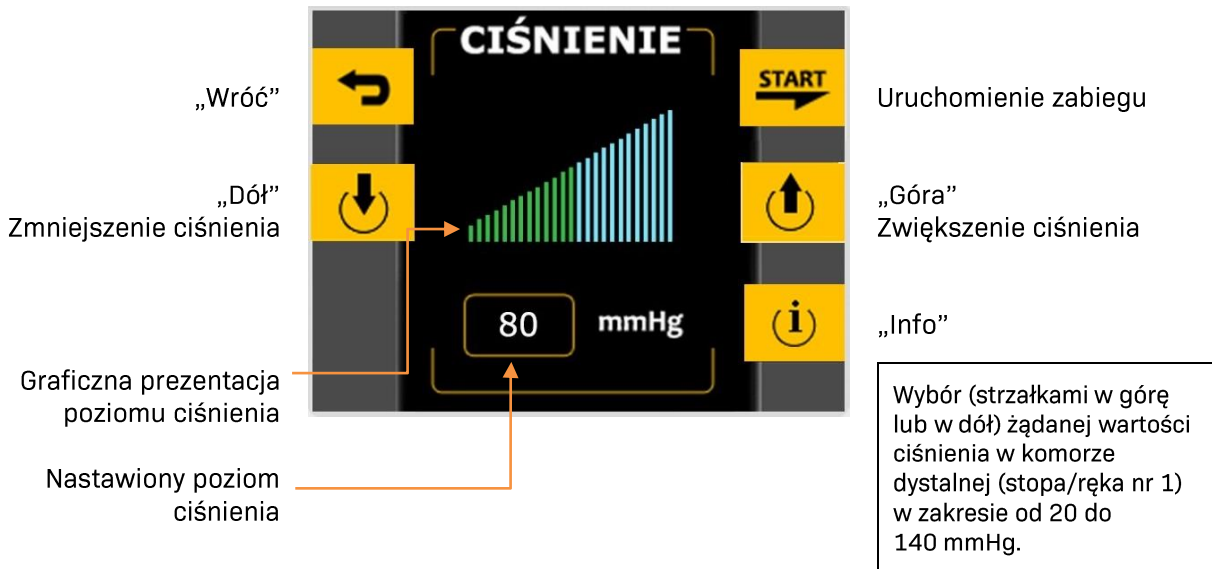 CIŚNIENIE
„Wróć”
START
Uruchomienie zabiegu
„Dół”
Zmniejszenie ciśnienia
„Góra”
Zwiększenie ciśnienia
80 mmHg
i
„Info”
Graficzna prezentacja
poziomu ciśnienia
Nastawiony poziom
ciśnienia
Wybór (strzałkami w górę
lub w dół) żądanej wartości
ciśnienia w komorze
dystalnej (stopa/ręka nr 1)
w zakresie od 20 do
140 mmHg.